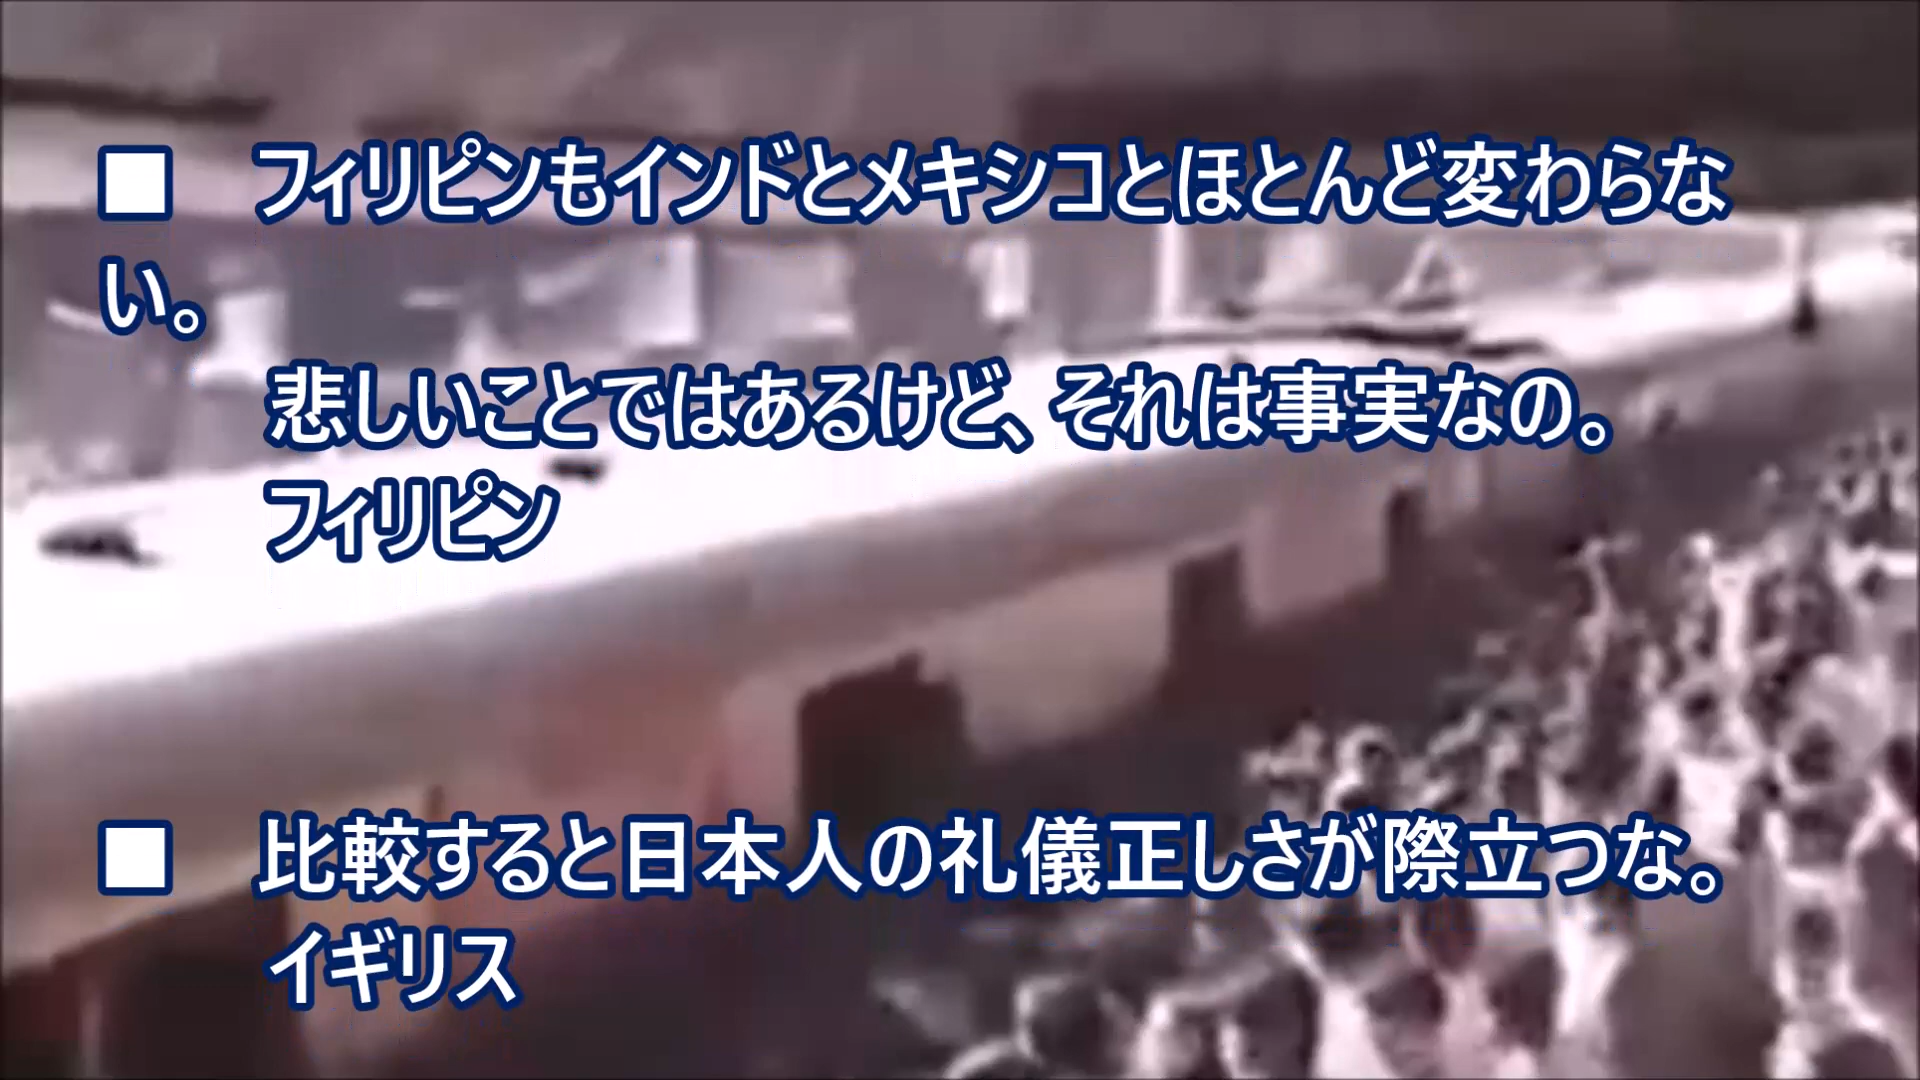 ■　フィリピンもインドとメキシコとほとんど変わらな
い。
悲しいことではあるけど、それは事実なの。
フィリピン
■　比較すると日本人の礼儀正しさが際立つな。
イギリス